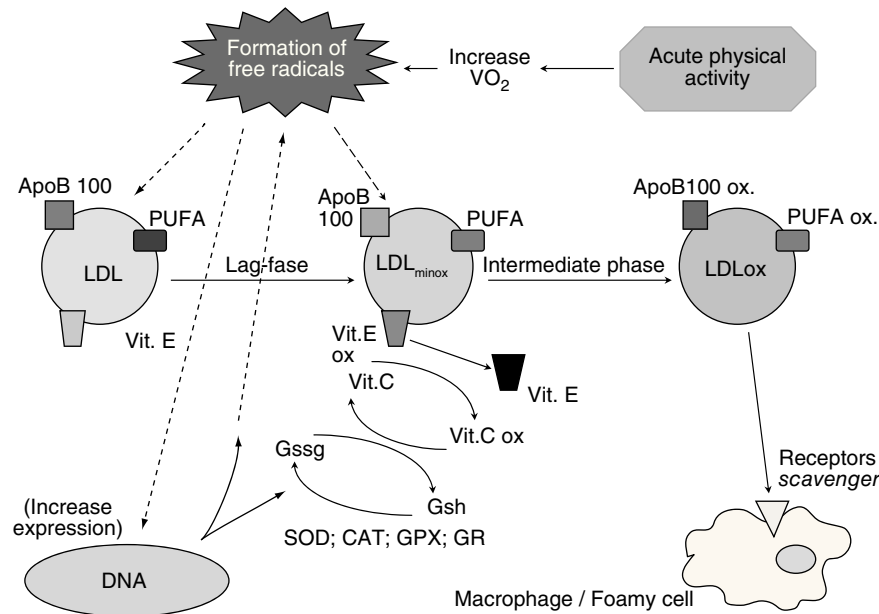 Formation of
free radicals
Increase
VO₂
Acute physical
activity
ApoB 100
PUFA
LDL
Vit. E
Lag-fase
ApoB
100
PUFA
LDLminox
Intermediate phase
ApoB100 ox.
PUFA ox.
LDLox
Vit.E
ox
Vit. E
Vit.C
Vit.C ox
Gssg
Gsh
SOD; CAT; GPX; GR
(Increase
expression)
DNA
Receptors
scavenger
Macrophage / Foamy cell